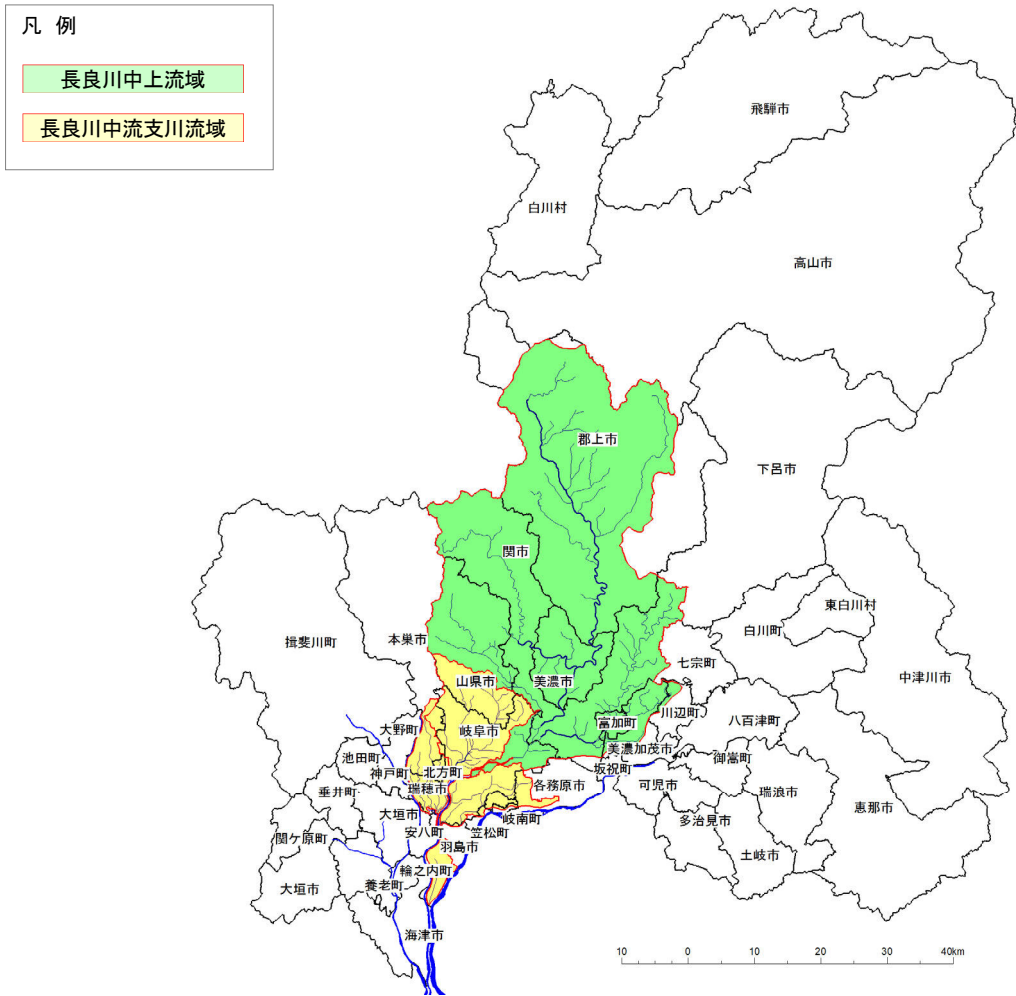 凡 例
長良川中上流域
長良川中流支川流域
飛騨市
白川村
高山市
郡上市
下呂市
関市
東白川村
白川町
揖斐川町
本巣市
七宗町
中津川市
山県市
美濃市
川辺町
八百津町
大野町
岐阜市
富加町
美濃加茂市
御嵩町
池田町
神戸町
北方町
坂祝町
瑞穂市
各務原市
可児市
瑞浪市
垂井町
恵那市
大垣市
岐南町
多治見市
安八町
笠松町
関ケ原町
羽島市
土岐市
輪之内町
養老町
大垣市
海津市
10 0 10 20 30 40km